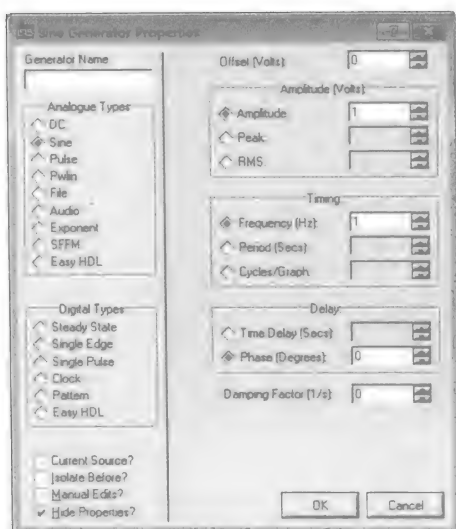 Sine Generator Properties
Generator Name
Analogue Types
DC
Sine
Pulse
Pwlin
File
Audio
Exponent
SFFM
Easy HDL
Digital Types
Steady State
Single Edge
Single Pulse
Clock
Pattern
Easy HDL
Current Source?
Isolate Before?
Manual Edits?
Hide Properties?
Offset (Volts) 0
Amplitude (Volts)
Amplitude 1
Peak
RMS
Timing
Frequency (Hz) 1
Period (Secs)
Cycles/Graph
Delay
Time Delay (Secs)
Phase (Degrees) 0
Damping Factor (1/s) 0
OK Cancel